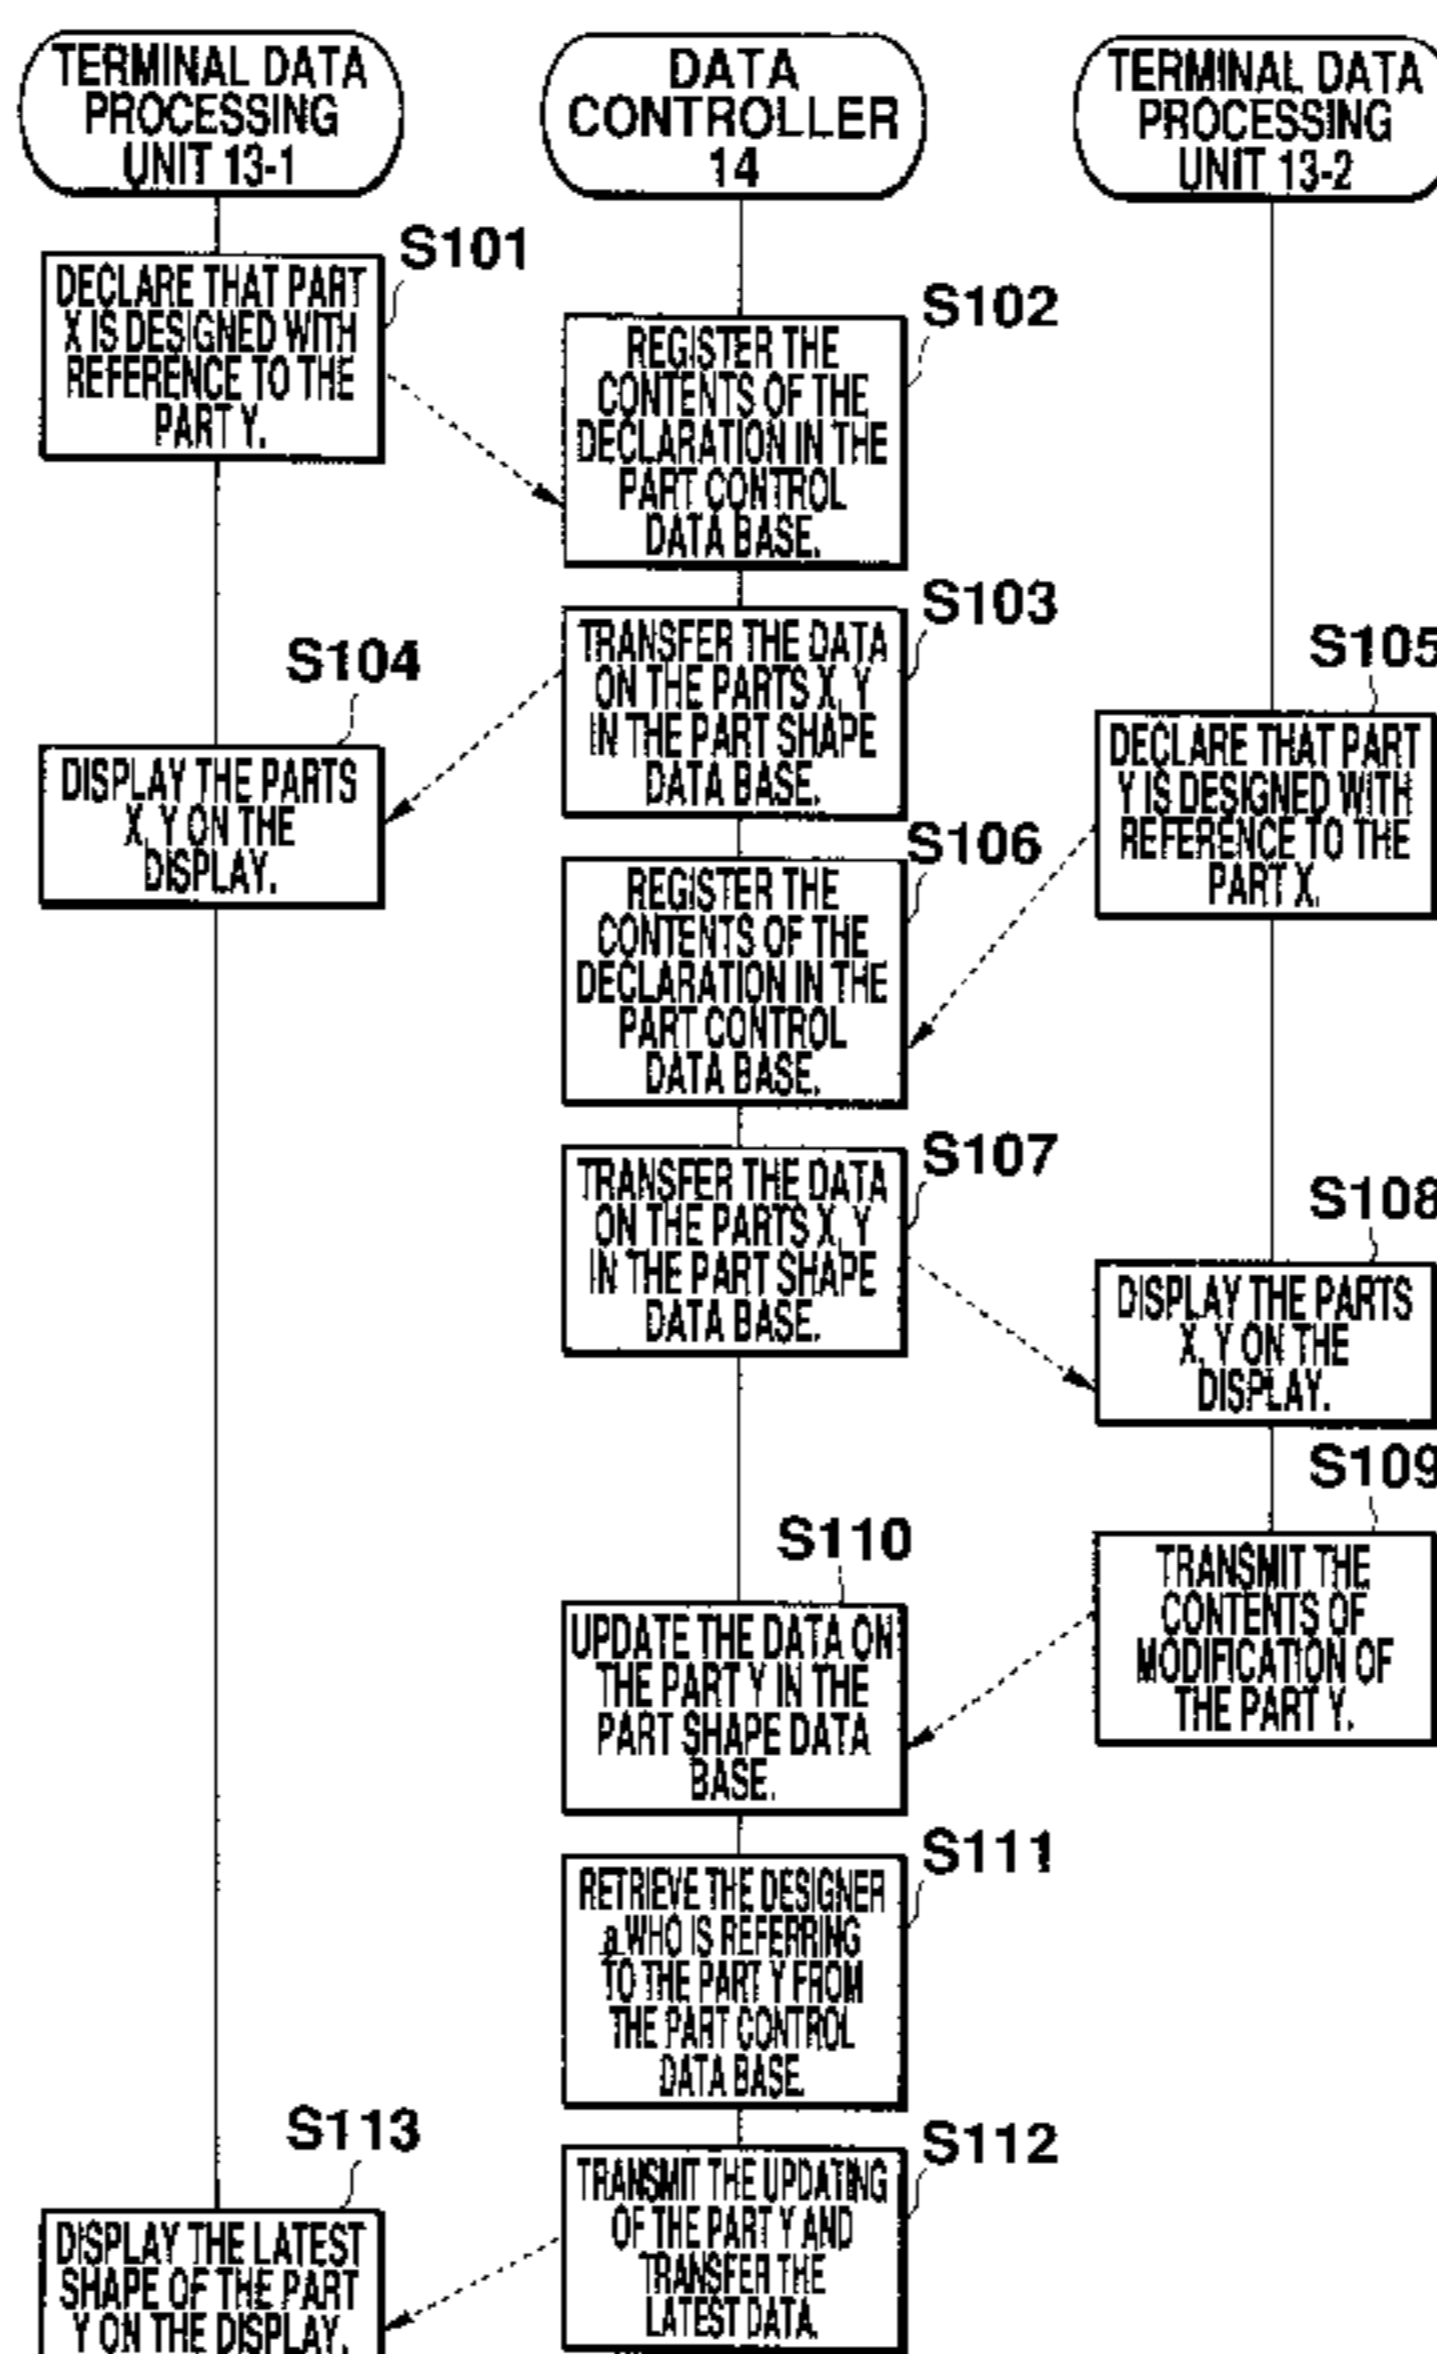 TERMINAL DATA
PROCESSING
UNIT 13-1
DATA
CONTROLLER
14
TERMINAL DATA
PROCESSING
UNIT 13-2
S101
DECLARE THAT PART
X IS DESIGNED WITH
REFERENCE TO THE
PART Y.
S102
REGISTER THE
CONTENTS OF THE
DECLARATION IN THE
PART CONTROL
DATA BASE.
S103
TRANSFER THE DATA
ON THE PARTS X, Y
IN THE PART SHAPE
DATA BASE.
S104
DISPLAY THE PARTS
X, Y ON THE
DISPLAY.
S105
DECLARE THAT PART
Y IS DESIGNED WITH
REFERENCE TO THE
PART X.
S106
REGISTER THE
CONTENTS OF THE
DECLARATION IN THE
PART CONTROL
DATA BASE.
S107
TRANSFER THE DATA
ON THE PARTS X, Y
IN THE PART SHAPE
DATA BASE.
S108
DISPLAY THE PARTS
X, Y ON THE
DISPLAY.
S109
TRANSMIT THE
CONTENTS OF
MODIFICATION OF
THE PART Y.
S110
UPDATE THE DATA ON
THE PART Y IN THE
PART SHAPE DATA
BASE.
S111
RETRIEVE THE DESIGNER
a WHO IS REFERRING
TO THE PART Y FROM
THE PART CONTROL
DATA BASE.
S112
TRANSMIT THE UPDATING
OF THE PART Y AND
TRANSFER THE
LATEST DATA.
S113
DISPLAY THE LATEST
SHAPE OF THE PART
Y ON THE DISPLAY.